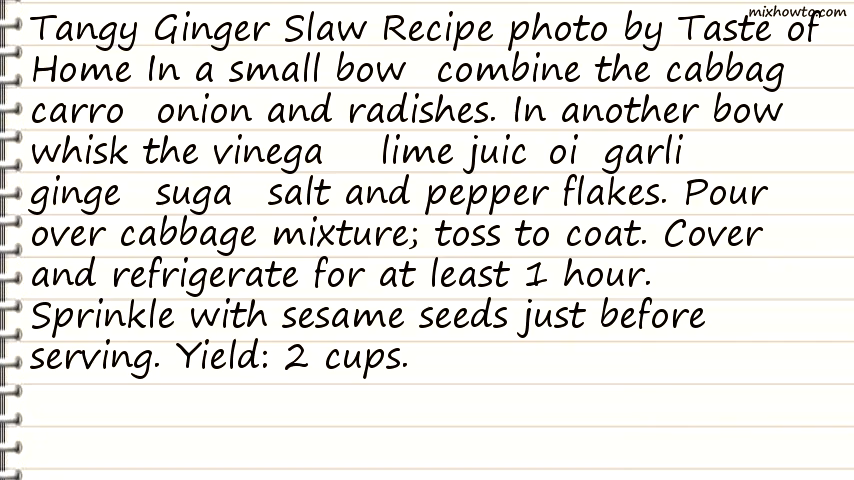 mixhowto.com
Tangy Ginger Slaw Recipe photo by Taste of
Home In a small bow combine the cabbag
carro onion and radishes. In another bow
whisk the vinega lime juic oi garli
ginge suga salt and pepper flakes. Pour
over cabbage mixture; toss to coat. Cover
and refrigerate for at least 1 hour.
Sprinkle with sesame seeds just before
serving. Yield: 2 cups.